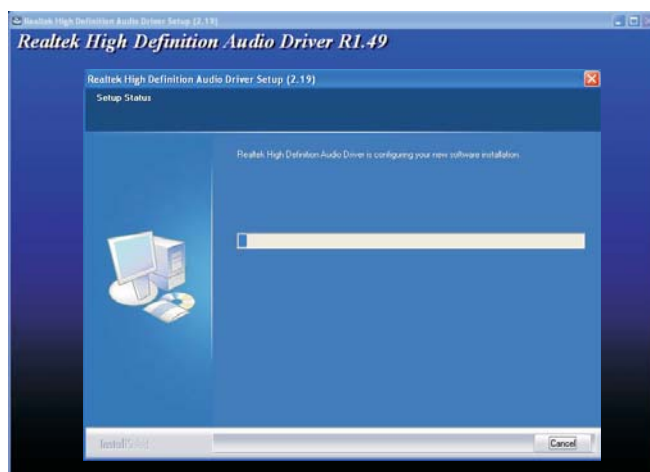 Realtek High Definition Audio Driver Setup (2.19)
Realtek High Definition Audio Driver R1.49
Realtek High Definition Audio Driver Setup (2.19)
Setup Status
Realtek High Definition Audio Driver is configuring your new software installation.
InstallShield
Cancel